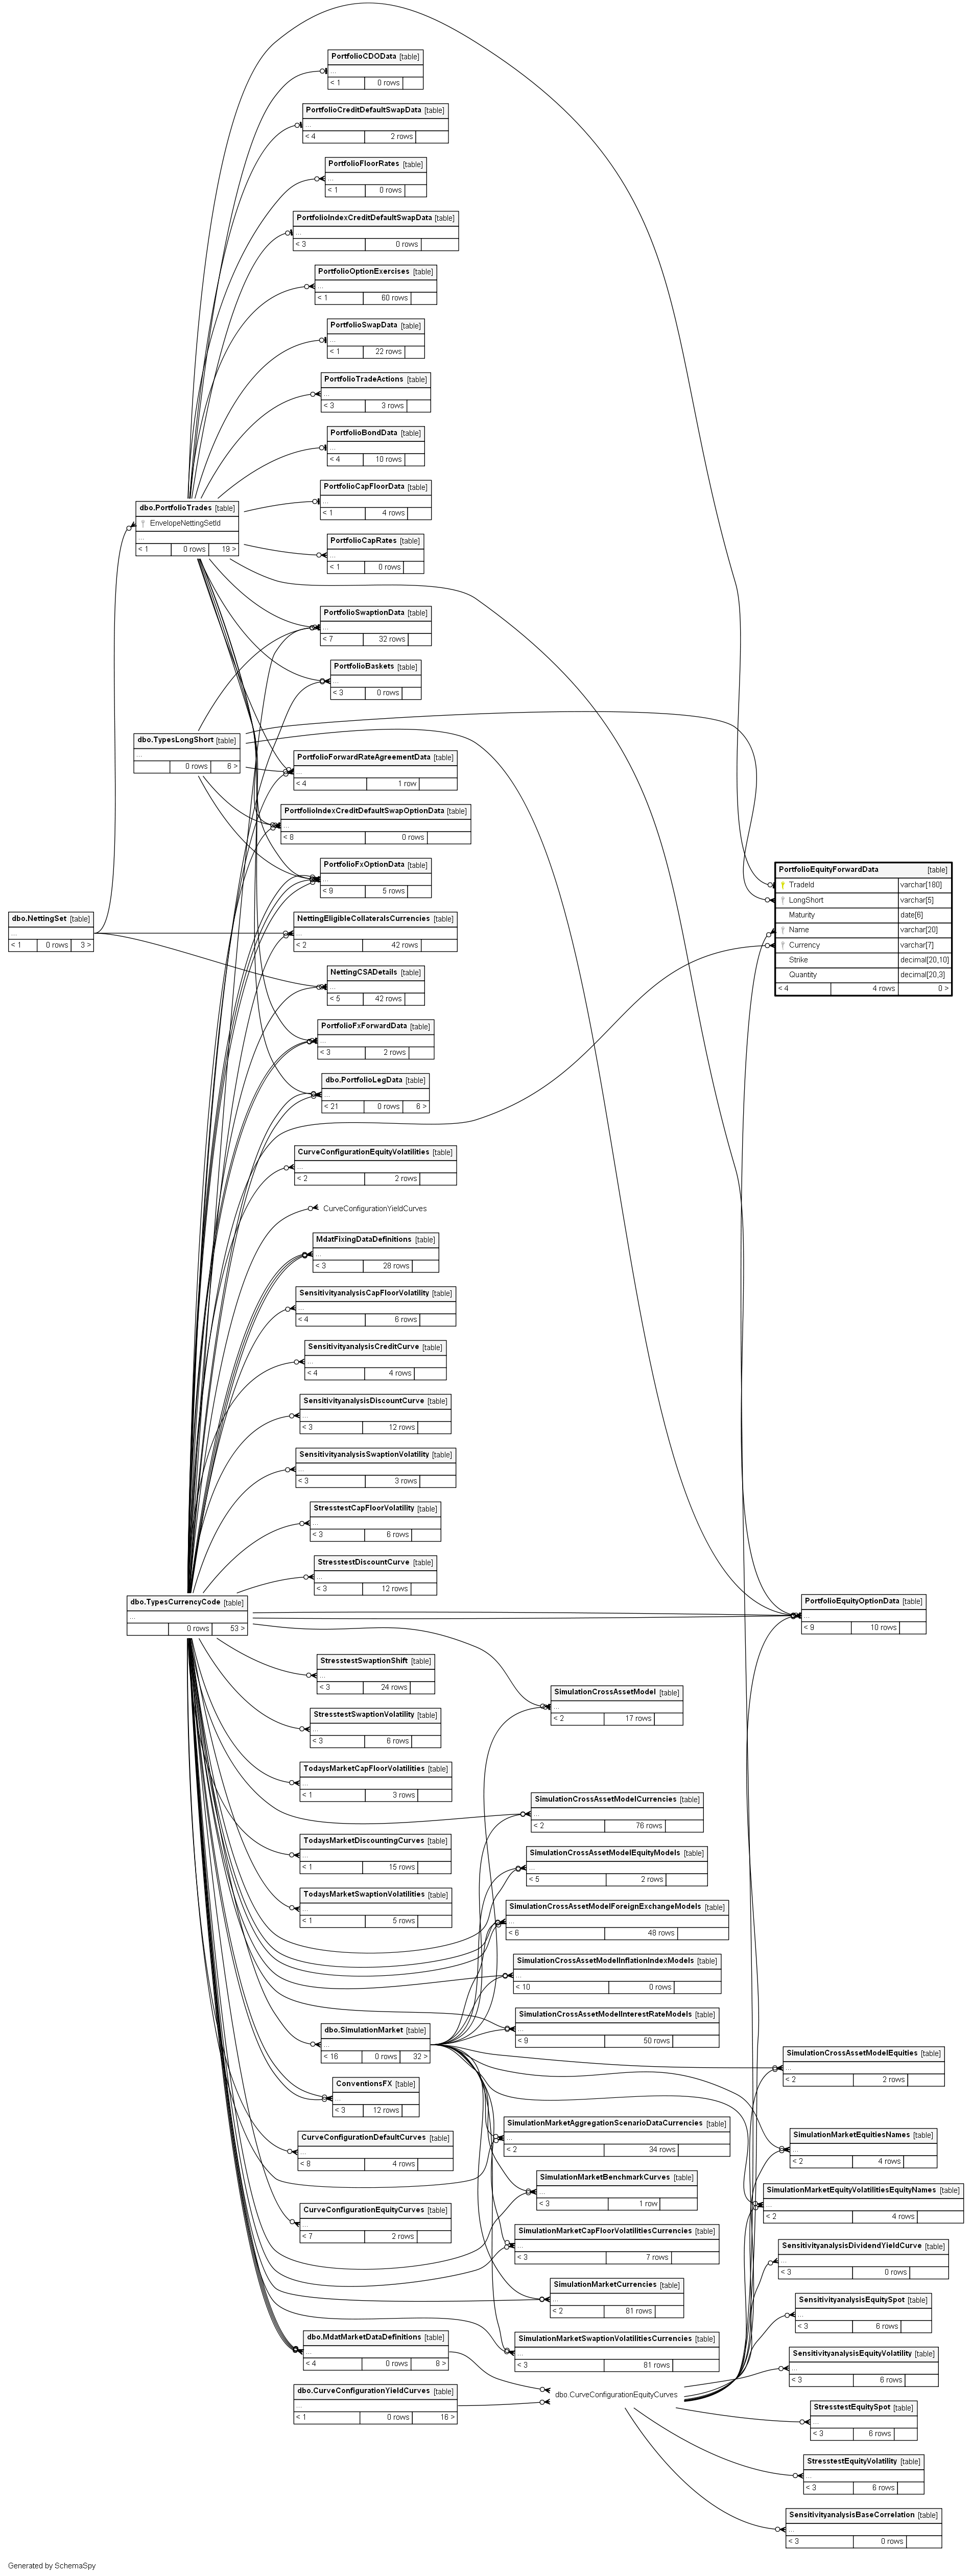 PortfolioCDOData [table]
...
< 1 0 rows
PortfolioCreditDefaultSwapData [table]
...
< 4 2 rows
PortfolioFloorRates [table]
...
< 1 0 rows
PortfolioIndexCreditDefaultSwapData [table]
...
< 3 0 rows
PortfolioOptionExercises [table]
...
< 1 60 rows
PortfolioSwapData [table]
...
< 1 22 rows
PortfolioTradeActions [table]
...
< 3 3 rows
PortfolioBondData [table]
...
< 4 10 rows
PortfolioCapFloorData [table]
...
< 1 4 rows
dbo.PortfolioTrades [table]
EnvelopeNettingSetId
...
< 1 0 rows 19 >
PortfolioCapRates [table]
...
< 1 0 rows
PortfolioSwaptionData [table]
...
< 7 32 rows
PortfolioBaskets [table]
...
< 3 0 rows
dbo.TypesLongShort [table]
...
0 rows 6 >
PortfolioForwardRateAgreementData [table]
...
< 4 1 row
PortfolioIndexCreditDefaultSwapOptionData [table]
...
< 8 0 rows
PortfolioFxOptionData [table]
...
< 9 5 rows
PortfolioEquityForwardData [table]
TradeId varchar[180]
LongShort varchar[5]
Maturity date[6]
Name varchar[20]
Currency varchar[7]
Strike decimal[20,10]
Quantity decimal[20,3]
< 4 4 rows 0 >
dbo.NettingSet [table]
...
< 1 0 rows 3 >
NettingEligibleCollateralsCurrencies [table]
...
< 2 42 rows
NettingCSADetails [table]
...
< 5 42 rows
PortfolioFxForwardData [table]
...
< 3 2 rows
dbo.PortfolioLegData [table]
...
< 21 0 rows 6 >
CurveConfigurationEquityVolatilities [table]
...
< 2 2 rows
CurveConfigurationYieldCurves
MdatFixingDataDefinitions [table]
...
< 3 28 rows
SensitivityanalysisCapFloorVolatility [table]
...
< 4 6 rows
SensitivityanalysisCreditCurve [table]
...
< 4 4 rows
SensitivityanalysisDiscountCurve [table]
...
< 3 12 rows
SensitivityanalysisSwaptionVolatility [table]
...
< 3 3 rows
StresstestCapFloorVolatility [table]
...
< 3 6 rows
StresstestDiscountCurve [table]
...
< 3 12 rows
dbo.TypesCurrencyCode [table]
...
0 rows 53 >
PortfolioEquityOptionData [table]
...
< 9 10 rows
StresstestSwaptionShift [table]
...
< 3 24 rows
SimulationCrossAssetModel [table]
...
< 2 17 rows
StresstestSwaptionVolatility [table]
...
< 3 6 rows
TodaysMarketCapFloorVolatilities [table]
...
< 1 3 rows
SimulationCrossAssetModelCurrencies [table]
...
< 2 76 rows
TodaysMarketDiscountingCurves [table]
...
< 1 15 rows
SimulationCrossAssetModelEquityModels [table]
...
< 5 2 rows
TodaysMarketSwaptionVolatilities [table]
...
< 1 5 rows
SimulationCrossAssetModelForeignExchangeModels [table]
...
< 6 48 rows
SimulationCrossAssetModelInflationIndexModels [table]
...
< 10 0 rows
SimulationCrossAssetModelInterestRateModels [table]
...
< 9 50 rows
dbo.SimulationMarket [table]
...
< 16 0 rows 32 >
SimulationCrossAssetModelEquities [table]
...
< 2 2 rows
ConventionsFX [table]
...
< 3 12 rows
SimulationMarketAggregationScenarioDataCurrencies [table]
...
< 2 34 rows
SimulationMarketEquitiesNames [table]
...
< 2 4 rows
CurveConfigurationDefaultCurves [table]
...
< 8 4 rows
SimulationMarketBenchmarkCurves [table]
...
< 3 1 row
SimulationMarketEquityVolatilitiesEquityNames [table]
...
< 2 4 rows
CurveConfigurationEquityCurves [table]
...
< 7 2 rows
SimulationMarketCapFloorVolatilitiesCurrencies [table]
...
< 3 7 rows
SensitivityanalysisDividendYieldCurve [table]
...
< 3 0 rows
SimulationMarketCurrencies [table]
...
< 2 81 rows
SensitivityanalysisEquitySpot [table]
...
< 3 6 rows
dbo.MdatMarketDataDefinitions [table]
...
< 4 0 rows 8 >
SimulationMarketSwaptionVolatilitiesCurrencies [table]
...
< 3 81 rows
SensitivityanalysisEquityVolatility [table]
...
< 3 6 rows
dbo.CurveConfigurationYieldCurves [table]
...
< 1 0 rows 16 >
dbo.CurveConfigurationEquityCurves
StresstestEquitySpot [table]
...
< 3 6 rows
StresstestEquityVolatility [table]
...
< 3 6 rows
SensitivityanalysisBaseCorrelation [table]
...
< 3 0 rows
Generated by SchemaSpy